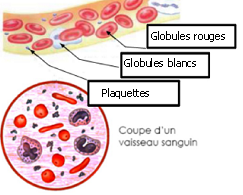 Globules rouges
Globules blancs
Plaquettes
Coupe d'un
vaisseau sanguin